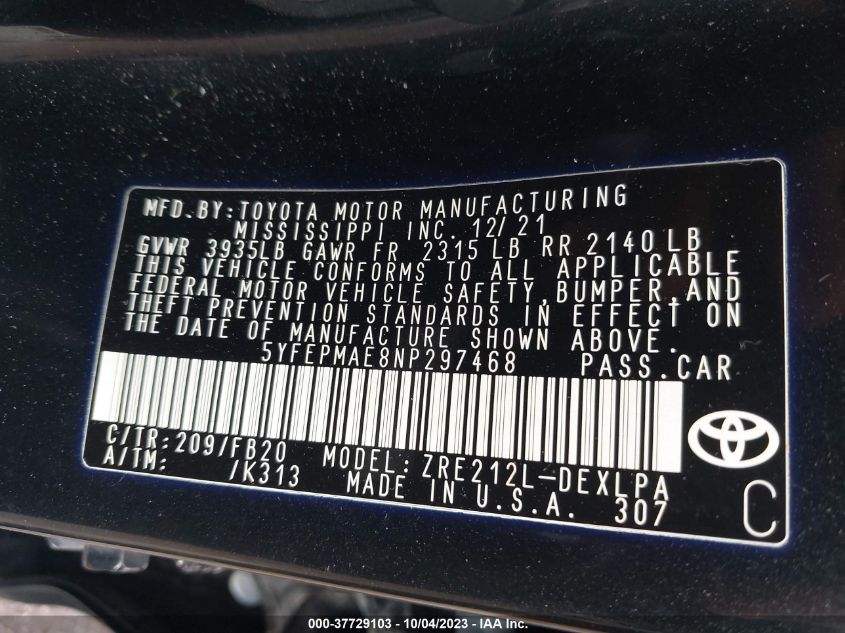 MFD.BY:TOYOTA MOTOR MANUFACTURING
MISSISSIPPI INC. 12/21
GVWR 3935LB GAWR FR 2315 LB RR 2140 LB
THIS VEHICLE CONFORMS TO ALL APPLICABLE
FEDERAL MOTOR VEHICLE SAFETY,BUMPER,AND
THEFT PREVENTION STANDARDS IN EFFECT ON
THE DATE OF MANUFACTURE SHOWN ABOVE.
5YFEPMAE8NP297468 PASS.CAR
C/TR:209/FB20 MODEL:ZRE212L-DEXLPA
A/TM: /K313 MADE IN U.S.A. 307
C
000-37729103 - 10/04/2023 - IAA Inc.